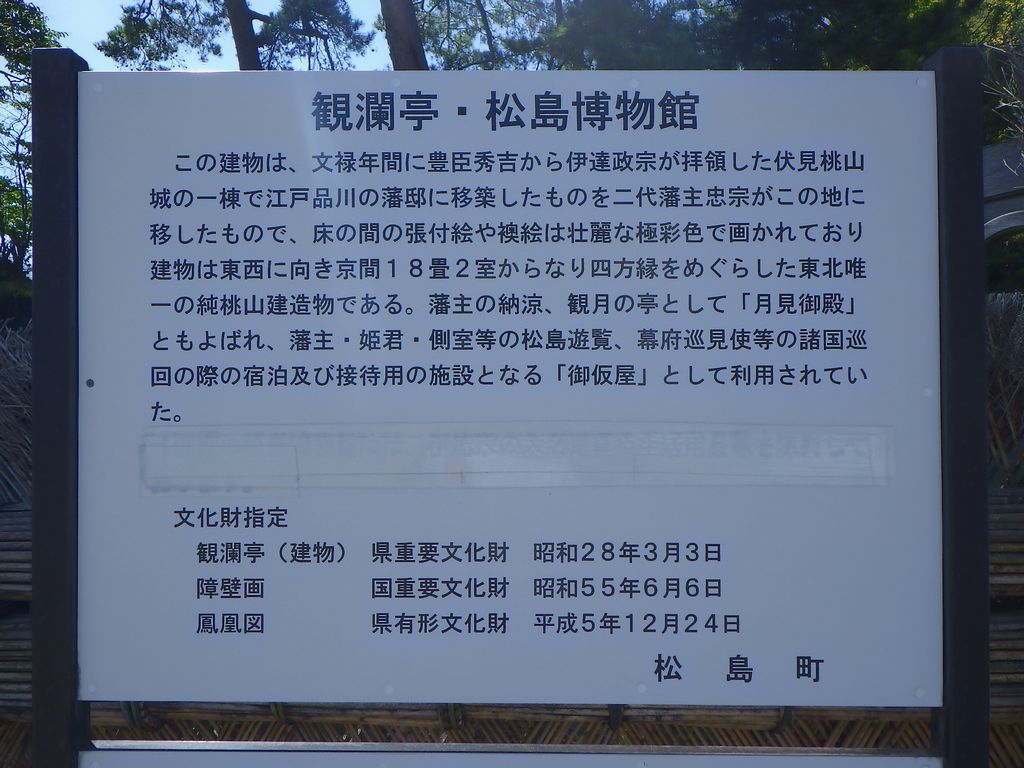 観瀾亭・松島博物館
この建物は、文禄年間に豊臣秀吉から伊達政宗が拝領した伏見桃山
城の一棟で江戸品川の藩邸に移築したものを二代藩主忠宗がこの地に
移したもので、床の間の張付絵や襖絵は壮麗な極彩色で画かれており
建物は東西に向き京間18畳2室からなり四方縁をめぐらした東北唯
一の純桃山建造物である。藩主の納涼、観月の亭として「月見御殿」
ともよばれ、藩主・姫君・側室等の松島遊覧、幕府巡見使等の諸国巡
回の際の宿泊及び接待用の施設となる「御仮屋」として利用されてい
た。
文化財指定
観瀾亭（建物） 県重要文化財 昭和28年3月3日
障壁画 国重要文化財 昭和55年6月6日
鳳凰図 県有形文化財 平成5年12月24日
松島町